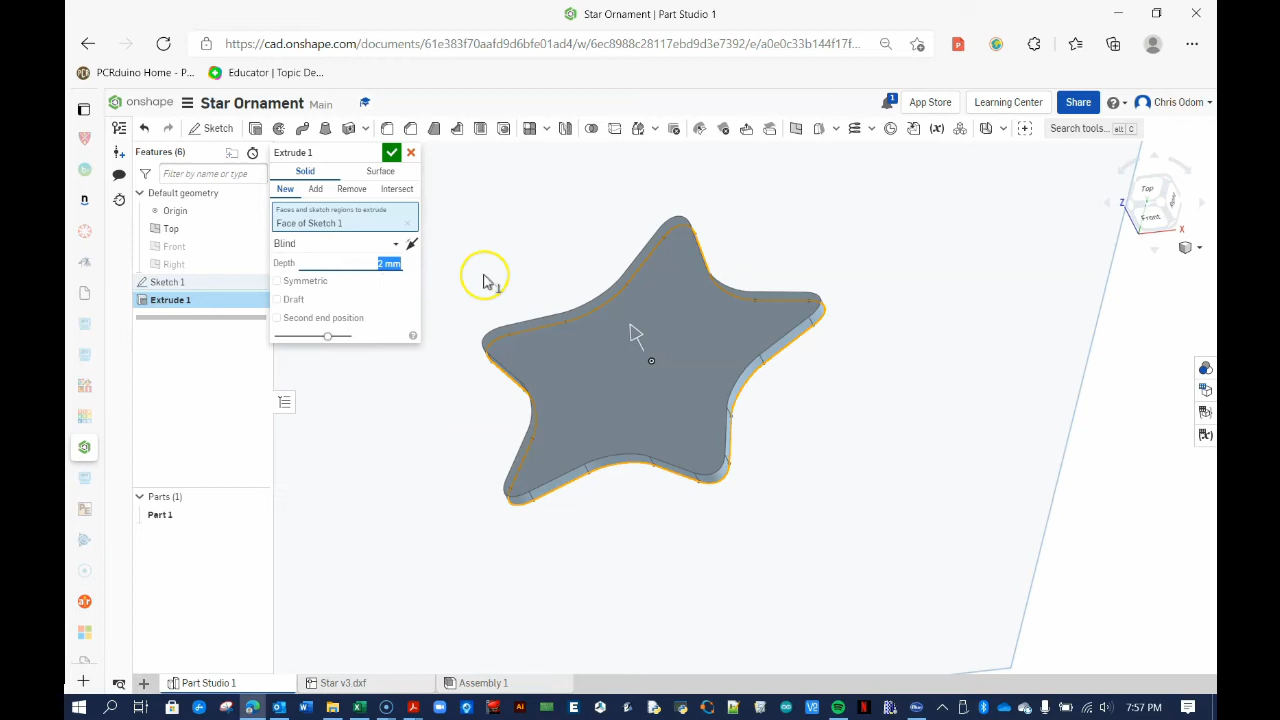 Star Ornament | Part Studio 1
https://cad.onshape.com/documents/61e383f70aafd9d6bfe01ad4/w/6ec8988c28117ebd9d3e7392/e/a0e0c33b144f17f...
PCRduino Home - P...
Educator | Topic De...
onshape
Star Ornament
Main
1
App Store
Learning Center
Share
Chris Odom
Sketch
Search tools...
alt C
Features (6)
Filter by name or type
Default geometry
Origin
Top
Front
Right
Sketch 1
Extrude 1
Extrude 1
Solid
Surface
New
Add
Remove
Intersect
Faces and sketch regions to extrude
Face of Sketch 1
Blind
Depth
2 mm
Symmetric
Draft
Second end position
Top
Front
Z
X
Parts (1)
Part 1
Part Studio 1
Star v3.dxf
Assembly 1
7:57 PM